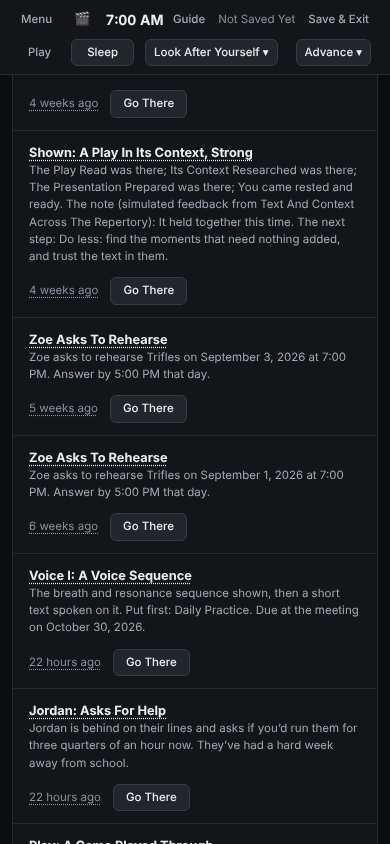 Menu 🎬 7:00 AM Guide Not Saved Yet Save & Exit
Play Sleep Look After Yourself ▾ Advance ▾
4 weeks ago Go There
Shown: A Play In Its Context, Strong
The Play Read was there; Its Context Researched was there;
The Presentation Prepared was there; You came rested and
ready. The note (simulated feedback from Text And Context
Across The Repertory): It held together this time. The next
step: Do less: find the moments that need nothing added,
and trust the text in them.
4 weeks ago Go There
Zoe Asks To Rehearse
Zoe asks to rehearse Trifles on September 3, 2026 at 7:00
PM. Answer by 5:00 PM that day.
5 weeks ago Go There
Zoe Asks To Rehearse
Zoe asks to rehearse Trifles on September 1, 2026 at 7:00
PM. Answer by 5:00 PM that day.
6 weeks ago Go There
Voice I: A Voice Sequence
The breath and resonance sequence shown, then a short
text spoken on it. Put first: Daily Practice. Due at the meeting
on October 30, 2026.
22 hours ago Go There
Jordan: Asks For Help
Jordan is behind on their lines and asks if you'd run them for
three quarters of an hour now. They've had a hard week
away from school.
22 hours ago Go There
Play: A Game Played Through